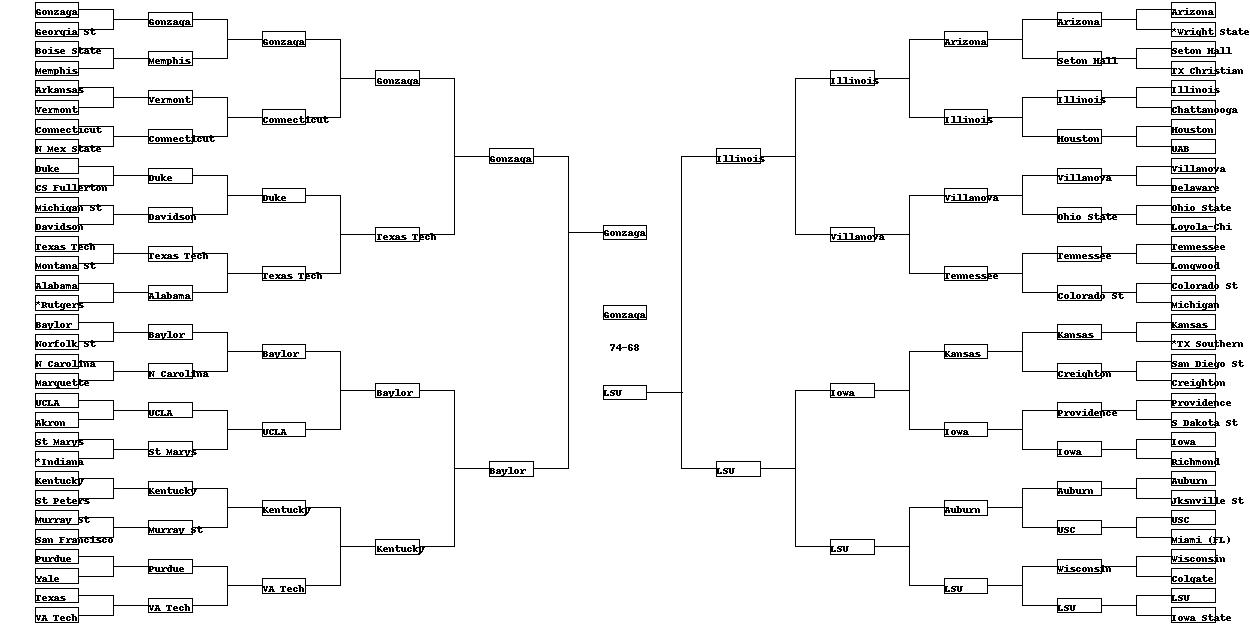 Gonzaga
Georgia St
Boise State
Memphis
Arkansas
Vermont
Connecticut
N Mex State
Duke
CS Fullerton
Michigan St
Davidson
Texas Tech
Montana St
Alabama
*Rutgers
Baylor
Norfolk St
N Carolina
Marquette
UCLA
Akron
St Marys
*Indiana
Kentucky
St Peters
Murray St
San Francisco
Purdue
Yale
Texas
VA Tech
Gonzaga
Memphis
Vermont
Connecticut
Duke
Davidson
Texas Tech
Alabama
Baylor
N Carolina
UCLA
St Marys
Kentucky
Murray St
Purdue
VA Tech
Gonzaga
Connecticut
Duke
Texas Tech
Baylor
UCLA
Kentucky
VA Tech
Gonzaga
Texas Tech
Baylor
Kentucky
Gonzaga
Baylor
Gonzaga
Gonzaga
74-68
LSU
Illinois
LSU
Illinois
Villanova
Iowa
LSU
Arizona
Illinois
Villanova
Tennessee
Kansas
Iowa
Auburn
LSU
Arizona
Seton Hall
Illinois
Houston
Villanova
Ohio State
Tennessee
Colorado St
Kansas
Creighton
Providence
Iowa
Auburn
USC
Wisconsin
LSU
Arizona
*Wright State
Seton Hall
TX Christian
Illinois
Chattanooga
Houston
UAB
Villanova
Delaware
Ohio State
Loyola-Chi
Tennessee
Longwood
Colorado St
Michigan
Kansas
*TX Southern
San Diego St
Creighton
Providence
S Dakota St
Iowa
Richmond
Auburn
Jksnville St
USC
Miami (FL)
Wisconsin
Colgate
LSU
Iowa State